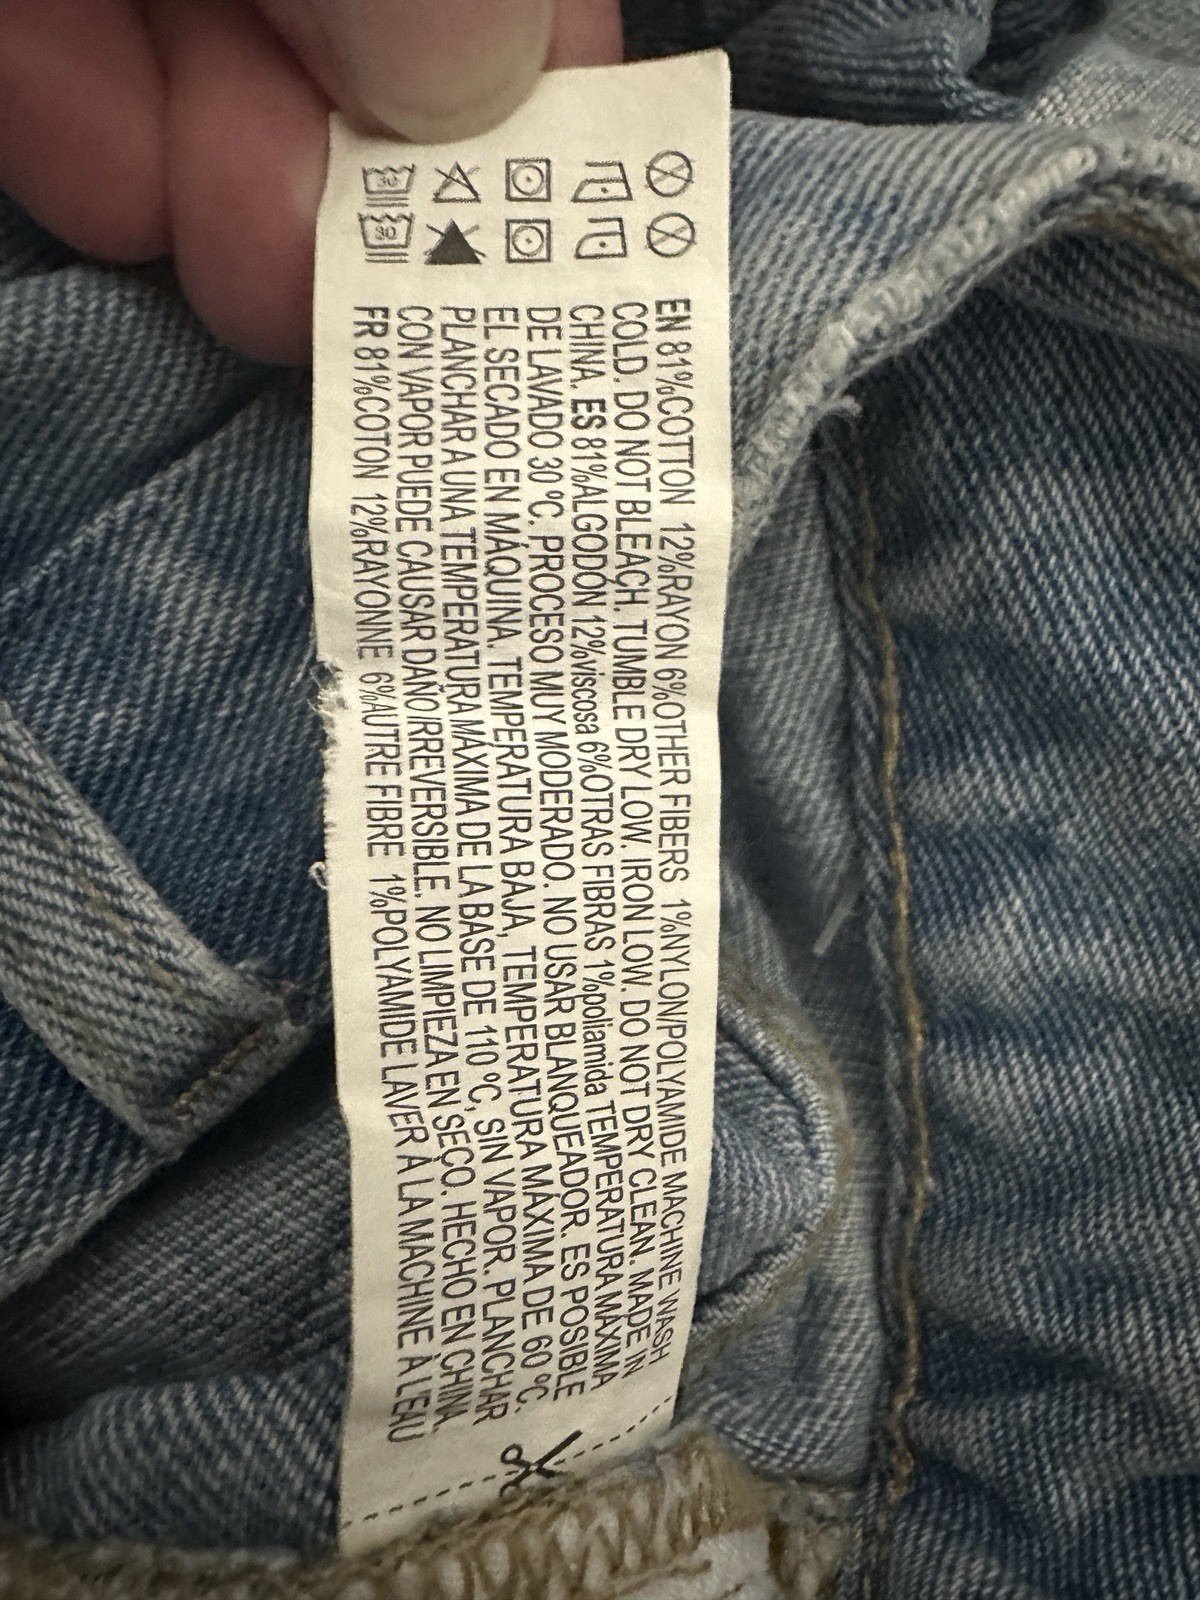 30
30
EN 81%COTTON 12%RAYON 6%OTHER FIBERS 1%NYLON/POLYAMIDE MACHINE WASH
COLD. DO NOT BLEACH. TUMBLE DRY LOW. IRON LOW. DO NOT DRY CLEAN. MADE IN
CHINA. ES 81%ALGODÓN 12%viscosa 6%OTRAS FIBRAS 1%poliamida TEMPERATURA MÁXIMA
DE LAVADO 30 ºC. PROCESO MUY MODERADO. NO USAR BLANQUEADOR. ES POSIBLE
EL SECADO EN MÁQUINA. TEMPERATURA BAJA, TEMPERATURA MÁXIMA DE 60 ºC.
PLANCHAR A UNA TEMPERATURA MÁXIMA DE LA BASE DE 110 ºC, SIN VAPOR. PLANCHAR
CON VAPOR PUEDE CAUSAR DAÑO IRREVERSIBLE. NO LIMPIEZA EN SECO. HECHO EN CHINA.
FR 81%COTON 12%RAYONNE 6%AUTRE FIBRE 1%POLYAMIDE LAVER À LA MACHINE À L'EAU